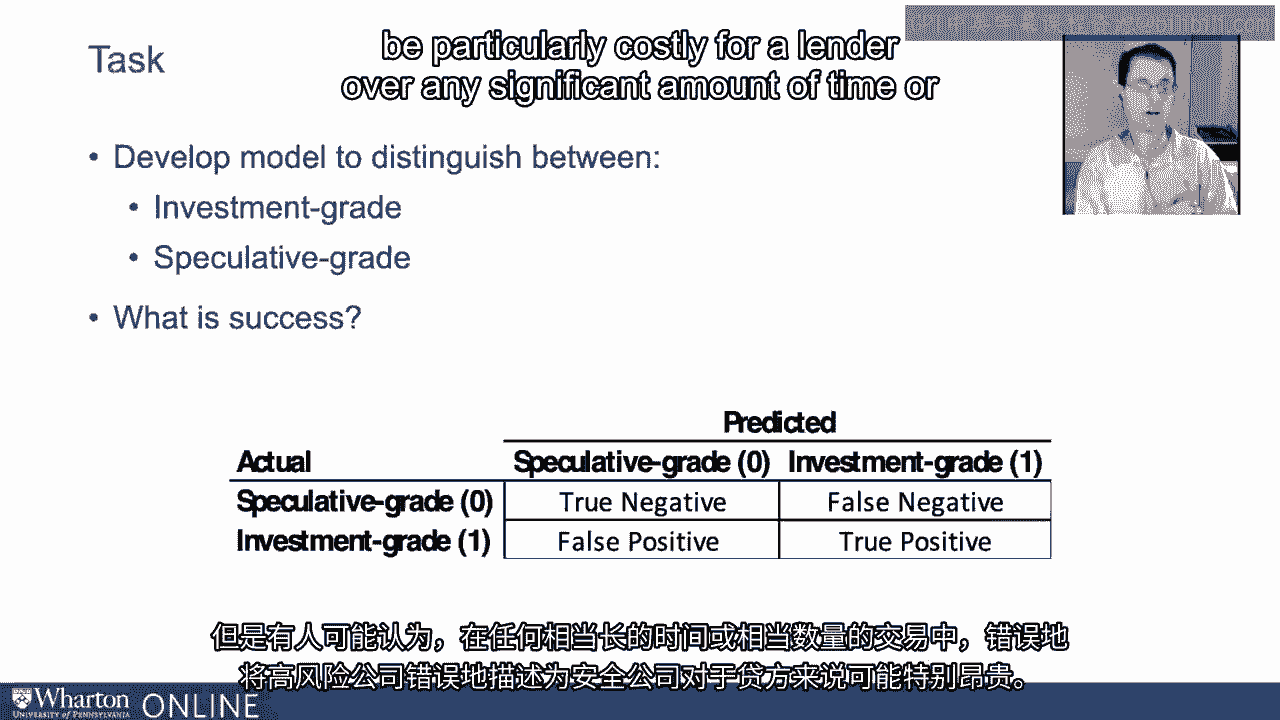 be particularly costly for a lender
over any significant amount of time or
Task
• Develop model to distinguish between:
• Investment-grade
• Speculative-grade
• What is success?
Predicted
Actual Speculative-grade (0) Investment-grade (1)
Speculative-grade (0) True Negative False Negative
Investment-grade (1) False Positive True Positive
但是有人可能认为，在任何相当长的时间或相当数量的交易中，错误地
将高风险公司错误地描述为安全公司对于贷方来说可能特别昂贵。
Wharton ONLINE
UNIVERSITY of PENNSYLVANIA